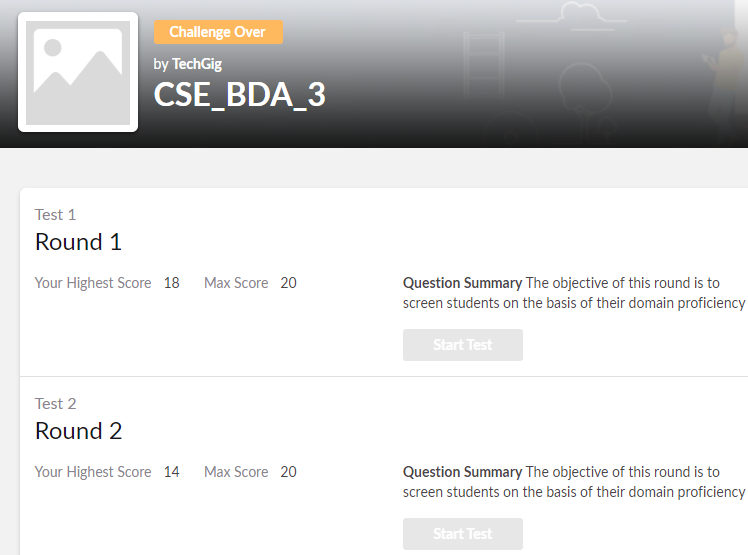 Challenge Over
by TechGig
CSE_BDA_3
Test 1
Round 1
Your Highest Score 18 Max Score 20
Question Summary The objective of this round is to
screen students on the basis of their domain proficiency
Start Test
Test 2
Round 2
Your Highest Score 14 Max Score 20
Question Summary The objective of this round is to
screen students on the basis of their domain proficiency
Start Test